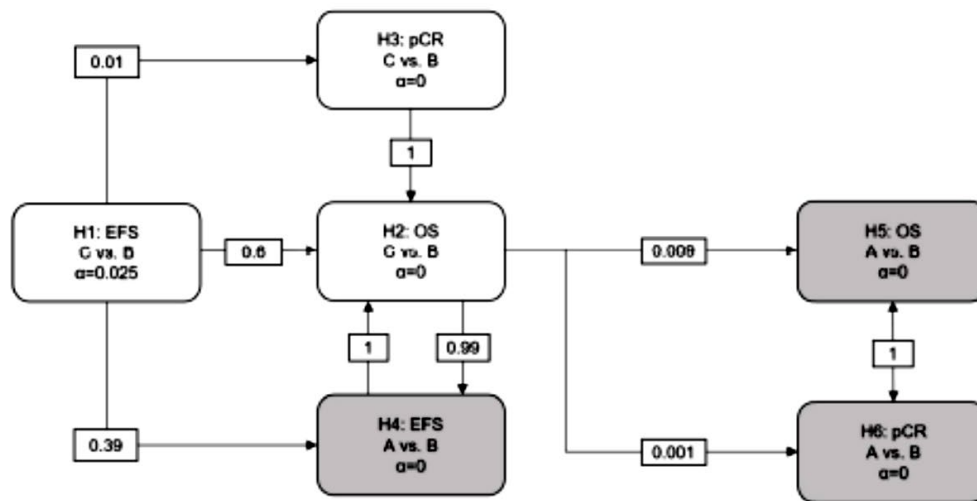 H3: pCR
C vs. B
α=0
0.01
1
H1: EFS
C vs. B
α=0.025
0.6
H2: OS
C vs. B
α=0
0.009
H5: OS
A vs. B
α=0
1
0.99
1
H4: EFS
A vs. B
α=0
0.39
0.001
H6: pCR
A vs. B
α=0